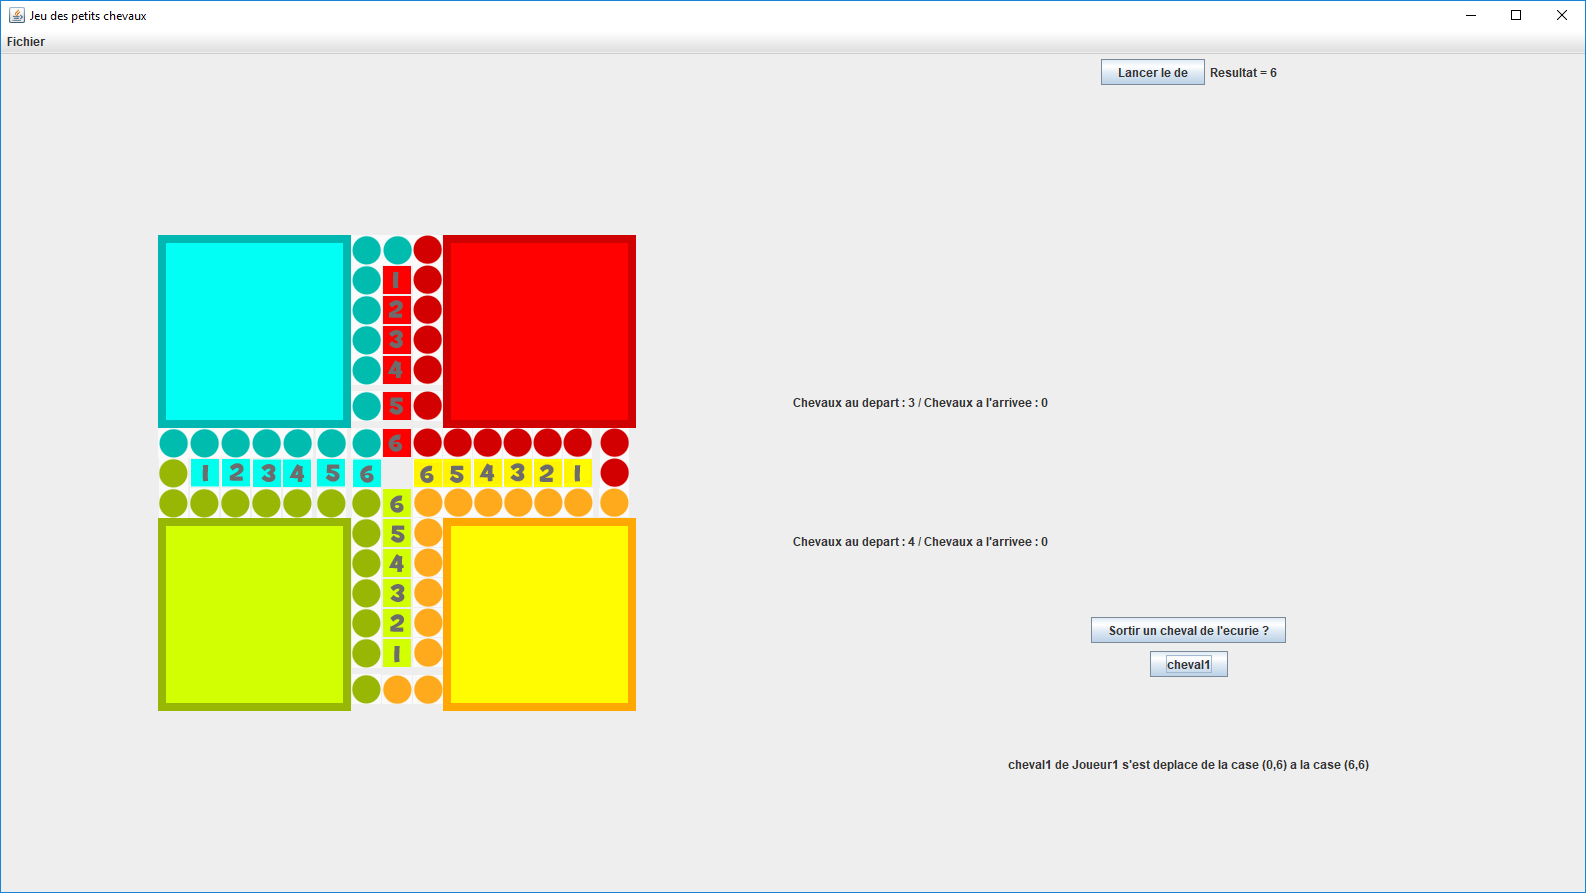 Jeu des petits chevaux
Fichier
Lancer le de Resultat = 6
1
2
3
4
5
6
1 2 3 4 5 6 6 5 4 3 2 1
6
5
4
3
2
1
Chevaux au depart : 3 / Chevaux a l'arrivee : 0
Chevaux au depart : 4 / Chevaux a l'arrivee : 0
Sortir un cheval de l'ecurie ?
cheval1
cheval1 de Joueur1 s'est deplace de la case (0,6) a la case (6,6)